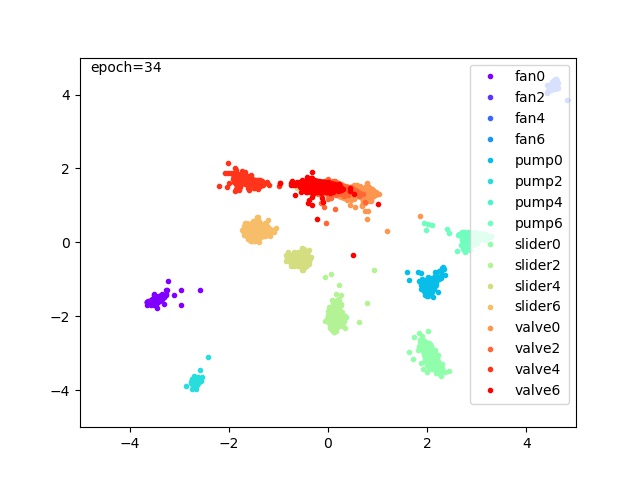 epoch=34
4
2
0
−2
−4
−4
−2
0
2
4
fan0
fan2
fan4
fan6
pump0
pump2
pump4
pump6
slider0
slider2
slider4
slider6
valve0
valve2
valve4
valve6